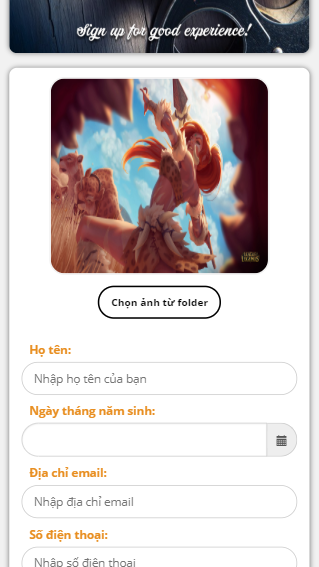 Sign up for good experience!
Chọn ảnh từ folder
Họ tên:
Nhập họ tên của bạn
Ngày tháng năm sinh:
Địa chỉ email:
Nhập địa chỉ email
Số điện thoại:
Nhập số điện thoại